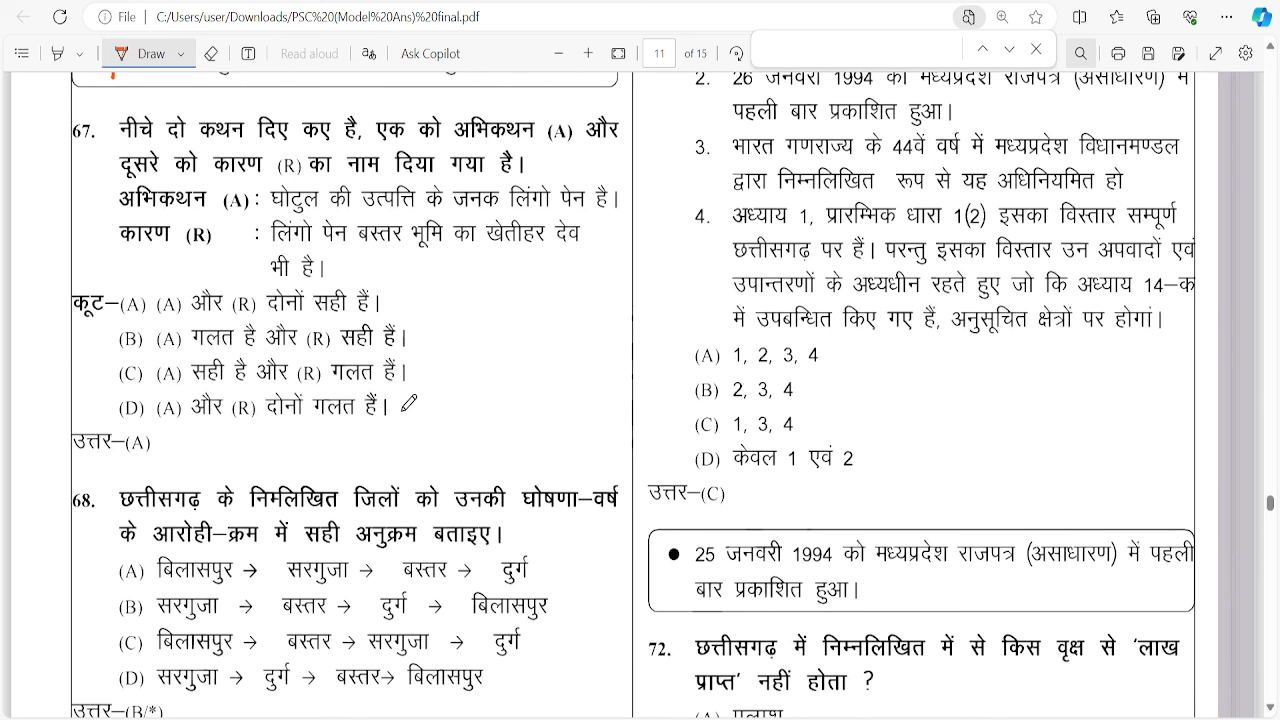 File
C:/Users/user/Downloads/PSC%20(Model%20Ans)%20final.pdf
Draw
Read aloud
Ask Copilot
11 of 15
67. नीचे दो कथन दिए कए है, एक को अभिकथन (A) और
दूसरे को कारण (R) का नाम दिया गया है।
अभिकथन (A) : घोटुल की उत्पत्ति के जनक लिंगो पेन है।
कारण (R) : लिंगो पेन बस्तर भूमि का खेतीहर देव
भी है।
कूट–(A) (A) और (R) दोनों सही हैं।
(B) (A) गलत है और (R) सही हैं।
(C) (A) सही है और (R) गलत हैं।
(D) (A) और (R) दोनों गलत हैं।
उत्तर–(A)
68. छत्तीसगढ़ के निम्लिखित जिलों को उनकी घोषणा–वर्ष
के आरोही–क्रम में सही अनुक्रम बताइए।
(A) बिलासपुर → सरगुजा → बस्तर → दुर्ग
(B) सरगुजा → बस्तर → दुर्ग → बिलासपुर
(C) बिलासपुर → बस्तर → सरगुजा → दुर्ग
(D) सरगुजा → दुर्ग → बस्तर→ बिलासपुर
उत्तर–(B/*)
2. 26 जनवरी 1994 को मध्यप्रदेश राजपत्र (असाधारण) में
पहली बार प्रकाशित हुआ।
3. भारत गणराज्य के 44वें वर्ष में मध्यप्रदेश विधानमण्डल
द्वारा निम्नलिखित रूप से यह अधिनियमित हो
4. अध्याय 1, प्रारम्भिक धारा 1(2) इसका विस्तार सम्पूर्ण
छत्तीसगढ़ पर हैं। परन्तु इसका विस्तार उन अपवादों एवं
उपान्तरणों के अध्यधीन रहते हुए जो कि अध्याय 14–क
में उपबन्धित किए गए हैं, अनुसूचित क्षेत्रों पर होगां।
(A) 1, 2, 3, 4
(B) 2, 3, 4
(C) 1, 3, 4
(D) केवल 1 एवं 2
उत्तर–(C)
● 25 जनवरी 1994 को मध्यप्रदेश राजपत्र (असाधारण) में पहली
बार प्रकाशित हुआ।
72. छत्तीसगढ़ में निम्नलिखित में से किस वृक्ष से 'लाख
प्राप्त' नहीं होता ?
(A) पलाश